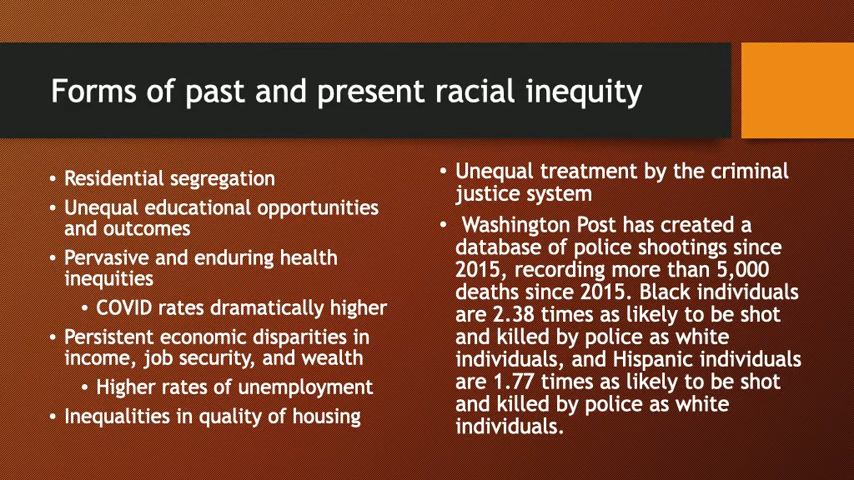 Forms of past and present racial inequity
• Residential segregation
• Unequal educational opportunities
and outcomes
• Pervasive and enduring health
inequities
• COVID rates dramatically higher
• Persistent economic disparities in
income, job security, and wealth
• Higher rates of unemployment
• Inequalities in quality of housing
• Unequal treatment by the criminal
justice system
• Washington Post has created a
database of police shootings since
2015, recording more than 5,000
deaths since 2015. Black individuals
are 2.38 times as likely to be shot
and killed by police as white
individuals, and Hispanic individuals
are 1.77 times as likely to be shot
and killed by police as white
individuals.